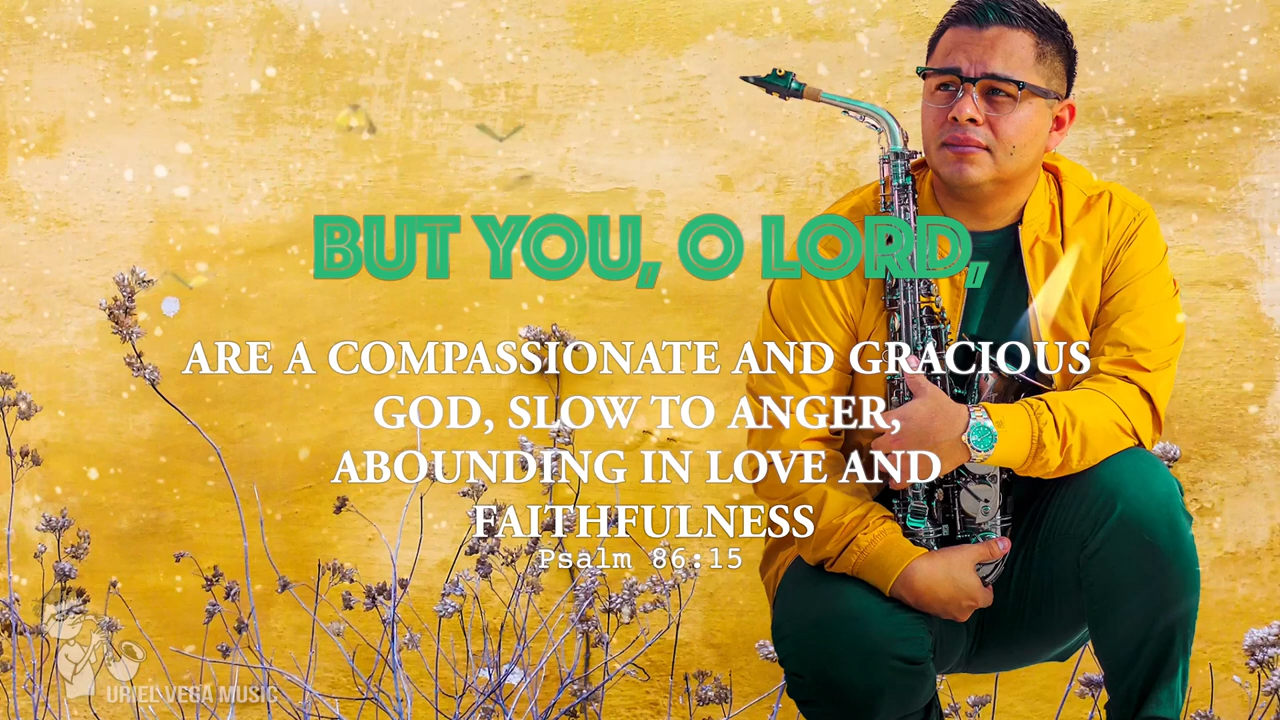 BUT YOU, O LORD,
ARE A COMPASSIONATE AND GRACIOUS
GOD, SLOW TO ANGER,
ABOUNDING IN LOVE AND
FAITHFULNESS
Psalm 86:15
URIEL VEGA MUSIC